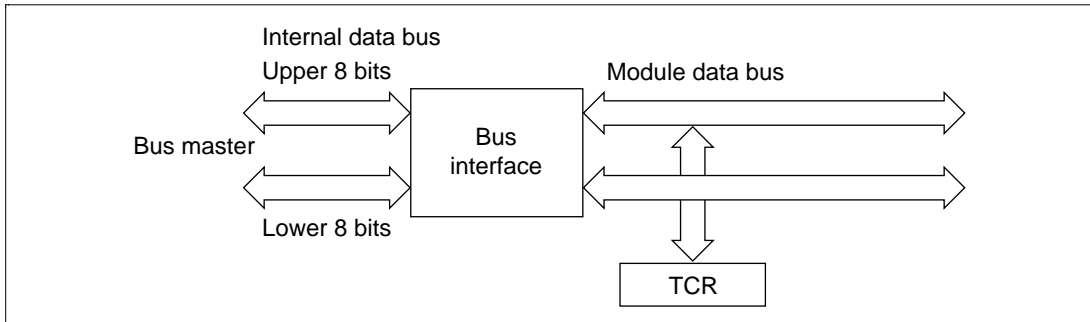 Internal data bus
Upper 8 bits
Module data bus
Bus master
Bus
interface
Lower 8 bits
TCR